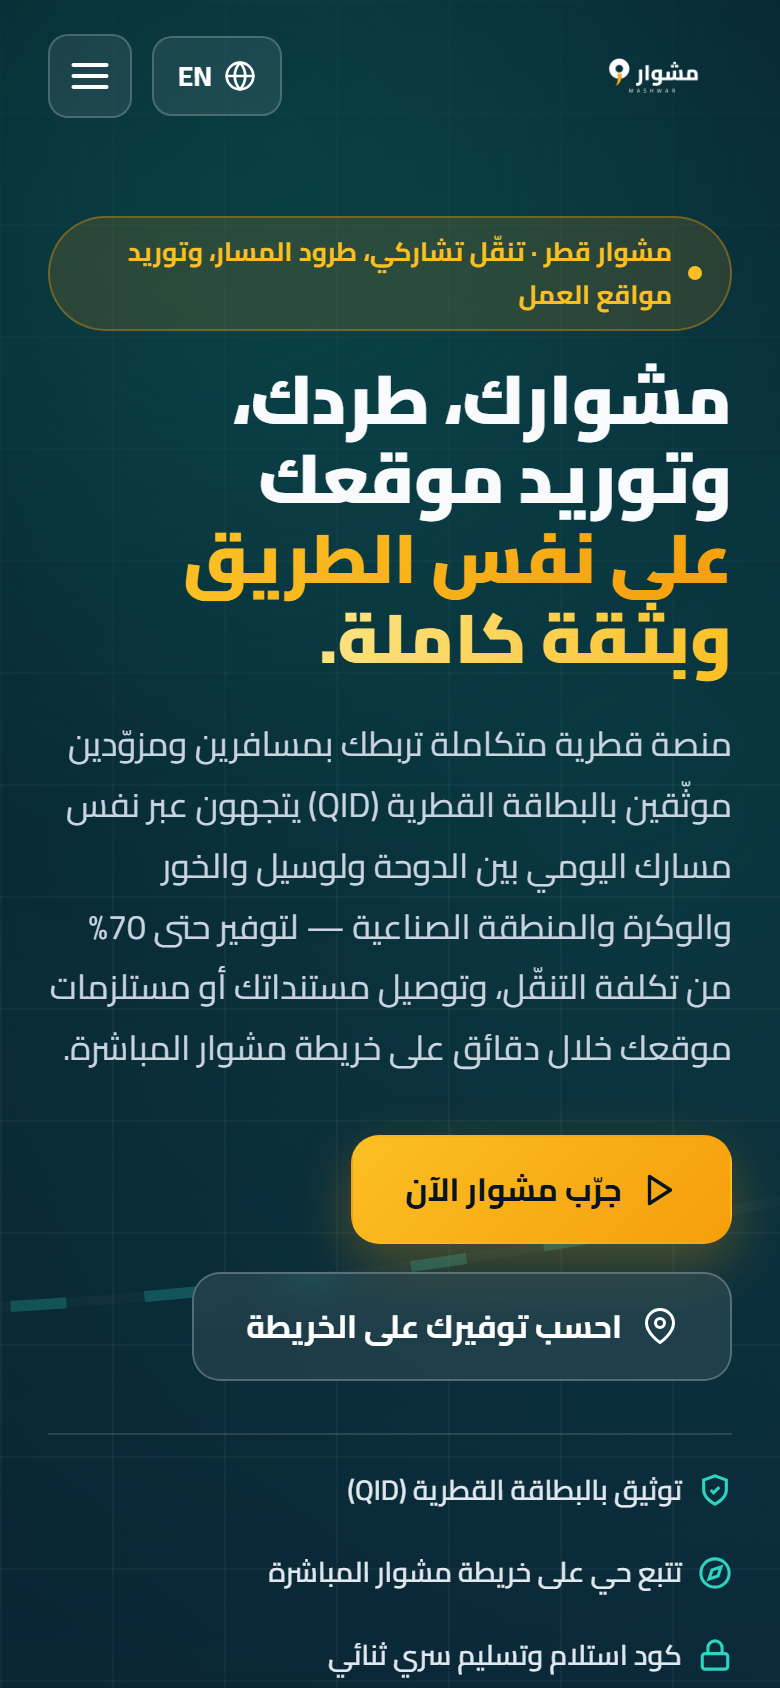 مشوار
MASHWAR
EN
مشوار قطر · تنقّل تشاركي، طرود المسار، وتوريد
مواقع العمل
مشوارك، طردك،
وتوريد موقعك
على نفس الطريق
وبثقة كاملة.
منصة قطرية متكاملة تربطك بمسافرين ومزوّدين
موثّقين بالبطاقة القطرية (QID) يتجهون عبر نفس
مسارك اليومي بين الدوحة ولوسيل والخور
والوكرة والمنطقة الصناعية — لتوفير حتى 70%
من تكلفة التنقّل، وتوصيل مستنداتك أو مستلزمات
موقعك خلال دقائق على خريطة مشوار المباشرة.
جرّب مشوار الآن
احسب توفيرك على الخريطة
توثيق بالبطاقة القطرية (QID)
تتبع حي على خريطة مشوار المباشرة
كود استلام وتسليم سري ثنائي